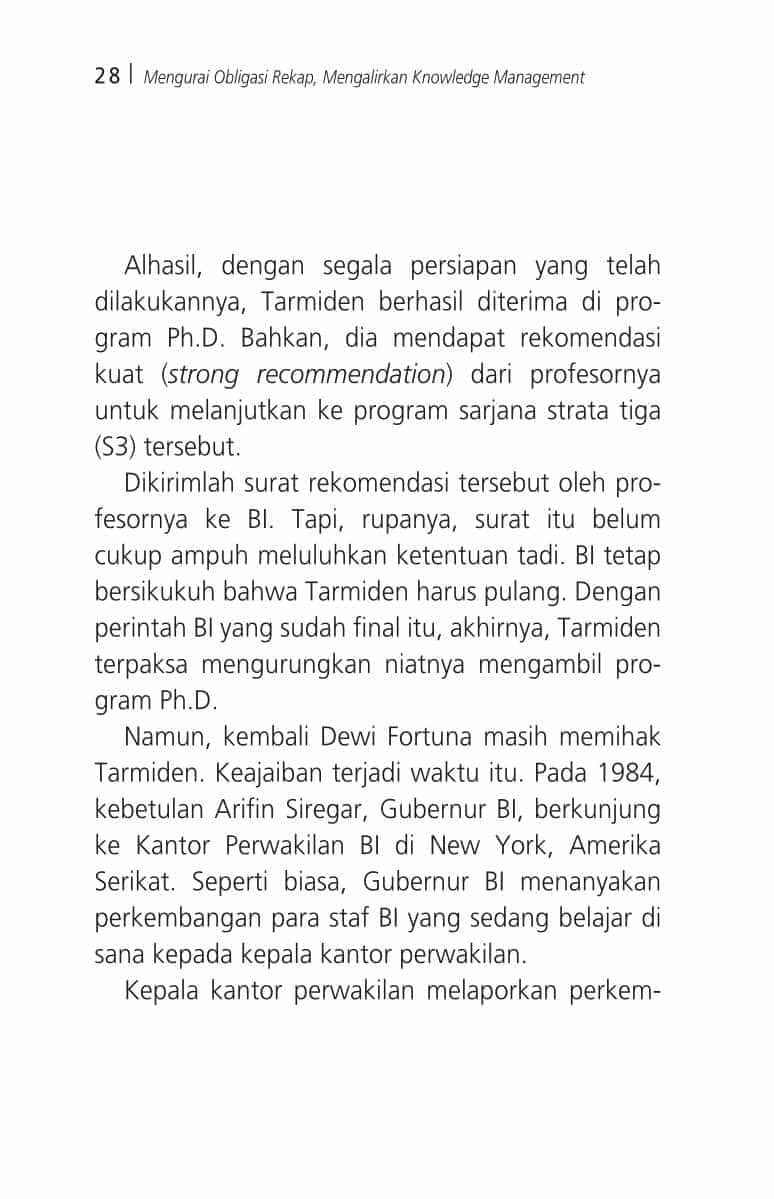 28 | Mengurai Obligasi Rekap, Mengalirkan Knowledge Management
Alhasil, dengan segala persiapan yang telah
dilakukannya, Tarmiden berhasil diterima di pro-
gram Ph.D. Bahkan, dia mendapat rekomendasi
kuat (strong recommendation) dari profesornya
untuk melanjutkan ke program sarjana strata tiga
(S3) tersebut.
Dikirimlah surat rekomendasi tersebut oleh pro-
fesornya ke BI. Tapi, rupanya, surat itu belum
cukup ampuh meluluhkan ketentuan tadi. BI tetap
bersikukuh bahwa Tarmiden harus pulang. Dengan
perintah BI yang sudah final itu, akhirnya, Tarmiden
terpaksa mengurungkan niatnya mengambil pro-
gram Ph.D.
Namun, kembali Dewi Fortuna masih memihak
Tarmiden. Keajaiban terjadi waktu itu. Pada 1984,
kebetulan Arifin Siregar, Gubernur BI, berkunjung
ke Kantor Perwakilan BI di New York, Amerika
Serikat. Seperti biasa, Gubernur BI menanyakan
perkembangan para staf BI yang sedang belajar di
sana kepada kepala kantor perwakilan.
Kepala kantor perwakilan melaporkan perkem-